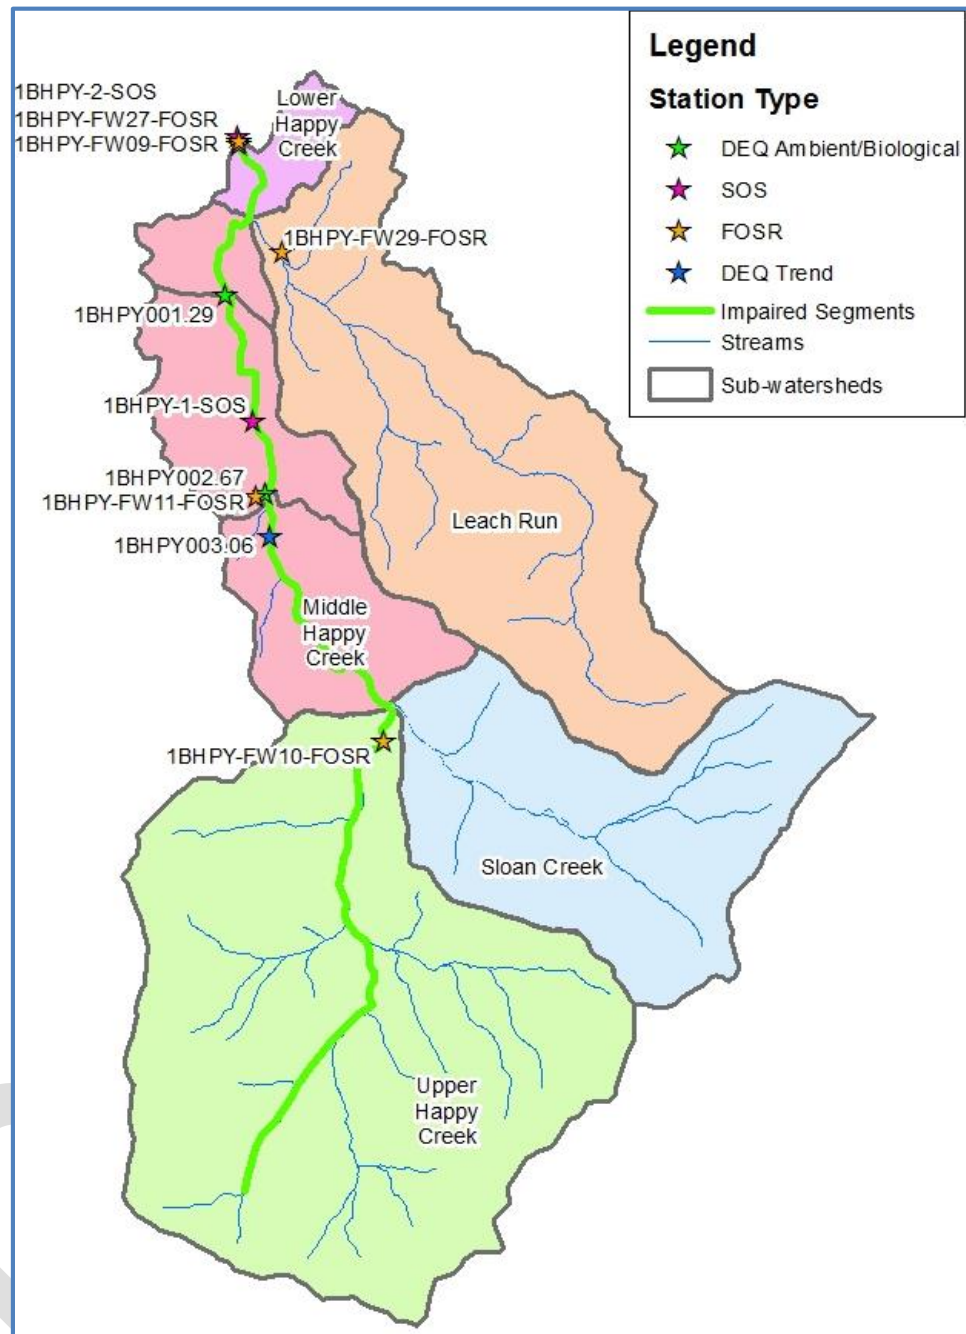 Legend
Station Type
DEQ Ambient/Biological
SOS
FOSR
DEQ Trend
Impaired Segments
Streams
Sub-watersheds
1BHPY-2-SOS
1BHPY-FW27-FOSR
1BHPY-FW09-FOSR
Lower
Happy
Creek
1BHPY-FW29-FOSR
1BHPY001.29
1BHPY-1-SOS
1BHPY002.67
1BHPY-FW11-FOSR
1BHPY003.06
Leach Run
Middle
Happy
Creek
1BHPY-FW10-FOSR
Sloan Creek
Upper
Happy
Creek